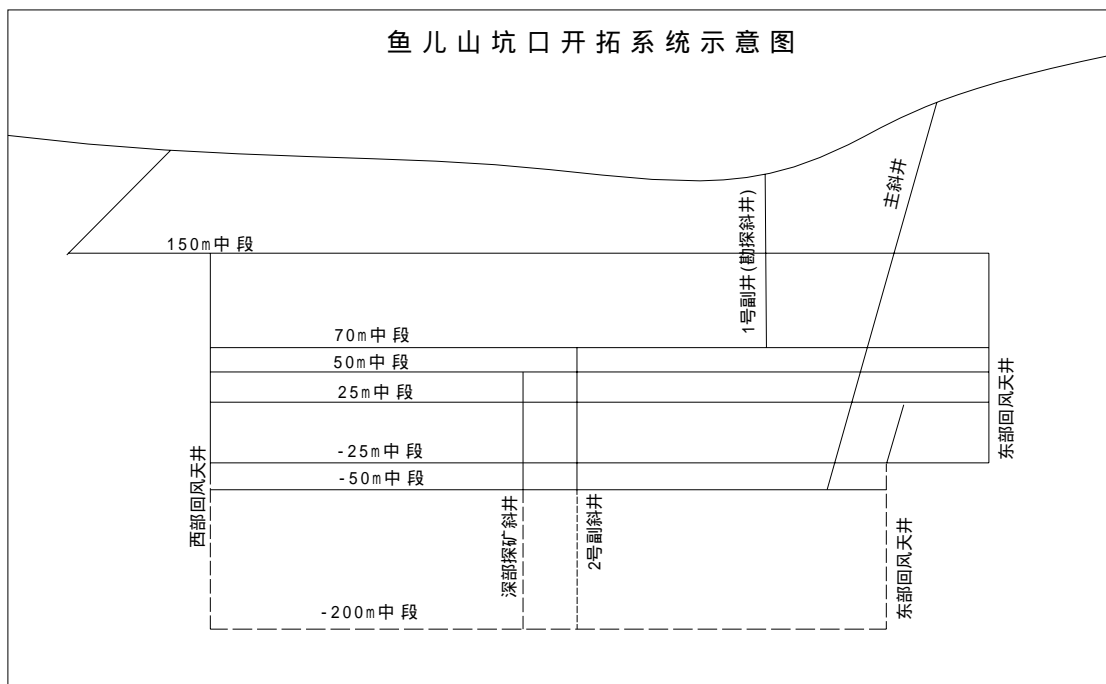 鱼儿山坑口开拓系统示意图
主斜井
1号副井(勘探斜井)
150m中段
70m中段
50m中段
25m中段
东部回风天井
-25m中段
西部回风天井
-50m中段
深部探矿斜井
2号副斜井
东部回风天井
-200m中段